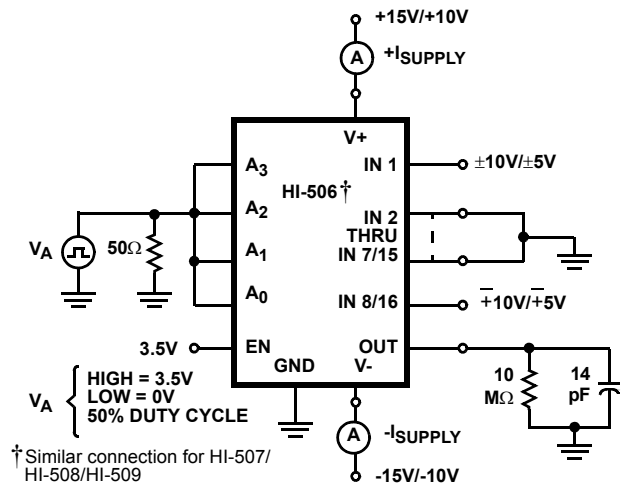 +15V/+10V
A
+ISUPPLY
V+
A3
IN 1
±10V/±5V
HI-506†
A2
IN 2
THRU
VA
50Ω
A1
IN 7/15
A0
IN 8/16
∓10V/∓5V
3.5V
EN
OUT
GND
V-
VA
HIGH = 3.5V
LOW = 0V
50% DUTY CYCLE
10
MΩ
14
pF
A
-ISUPPLY
†Similar connection for HI-507/
HI-508/HI-509
-15V/-10V